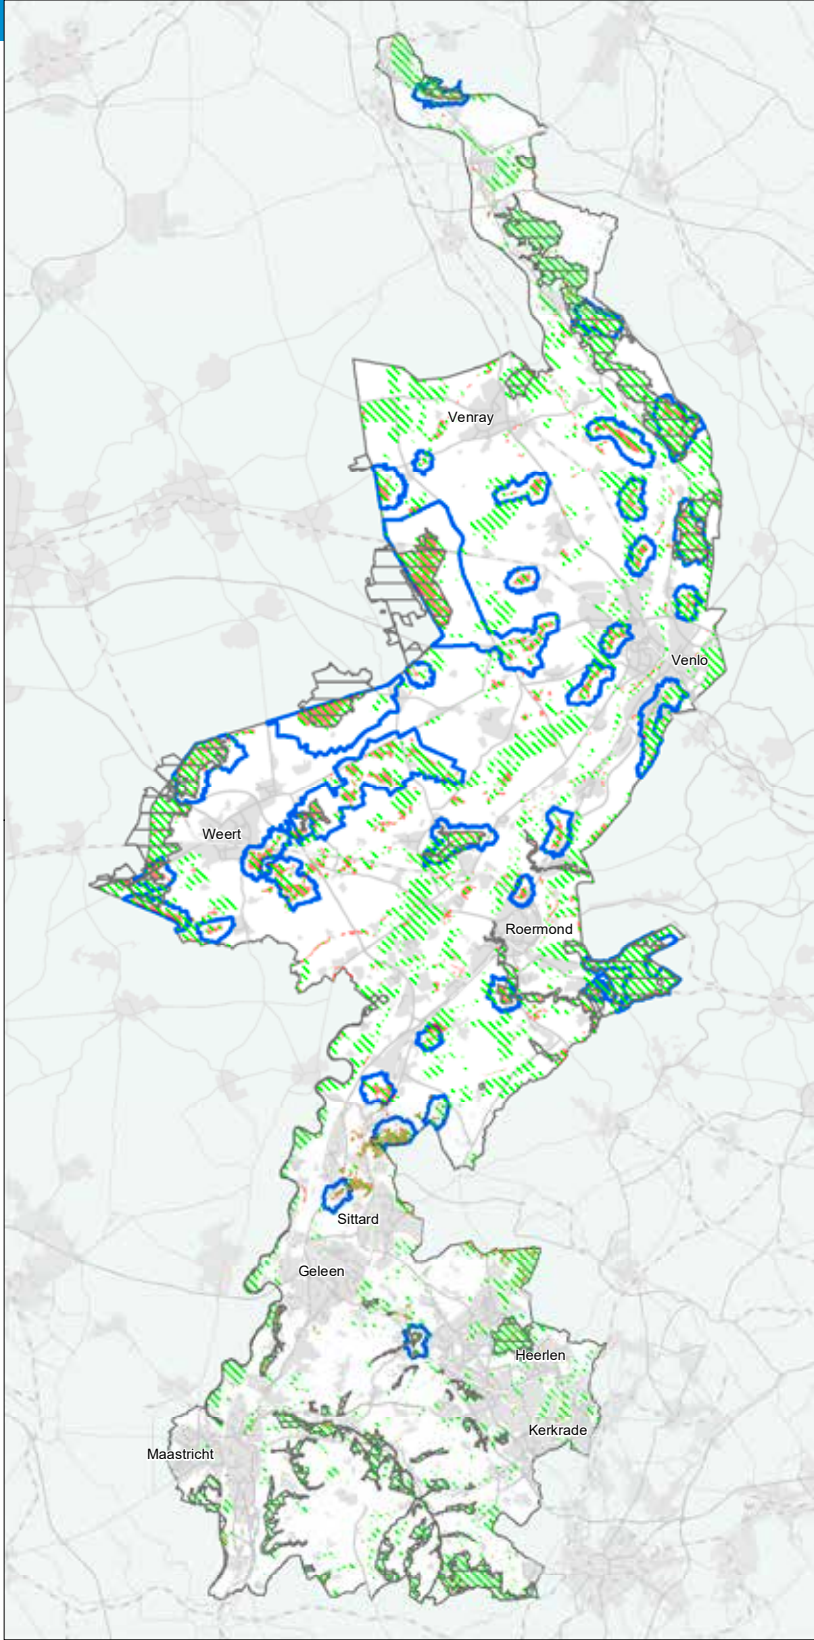 Venray
Venlo
Weert
Roermond
Sittard
Geleen
Heerlen
Kerkrade
Maastricht